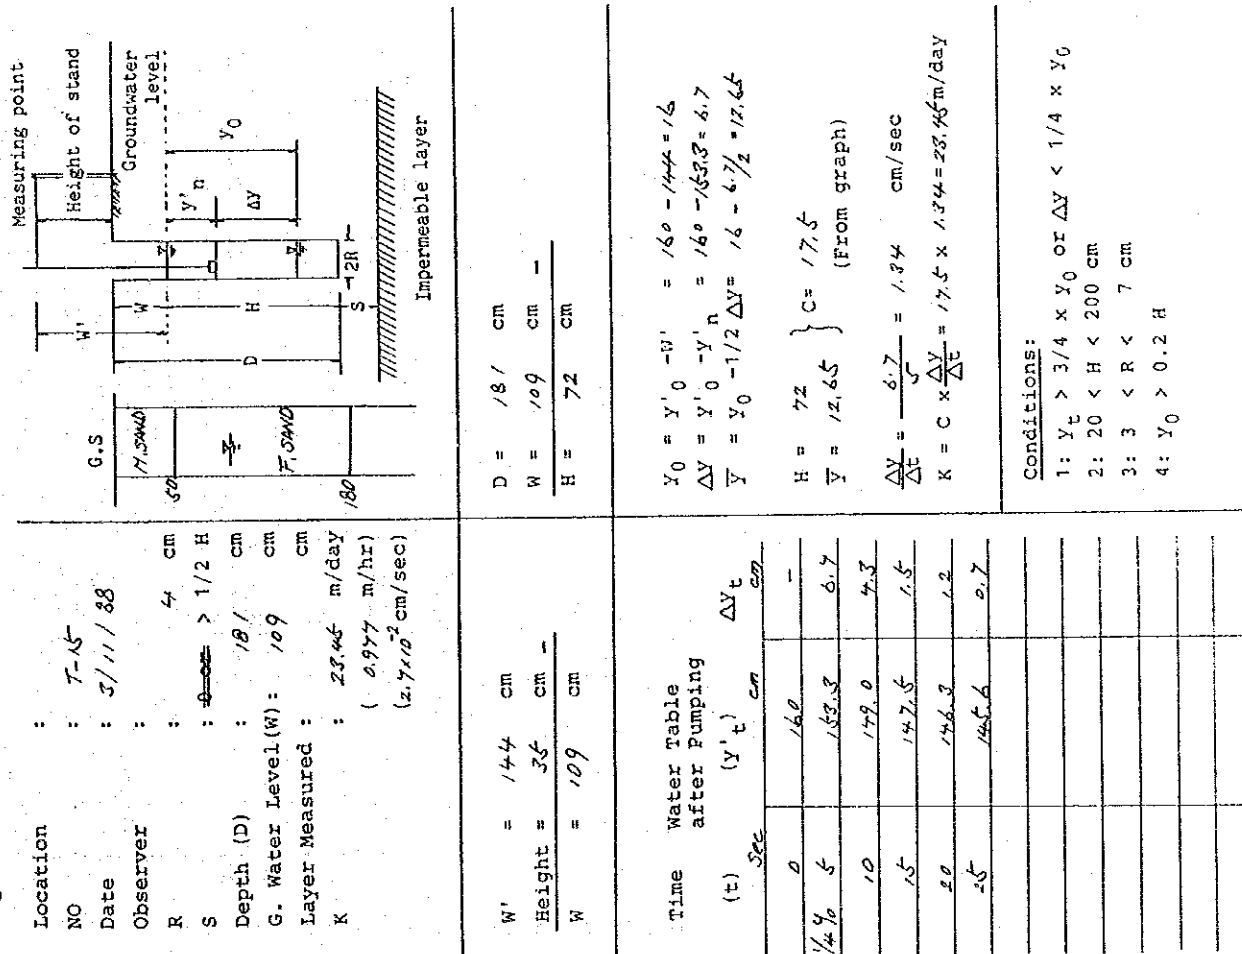 Location :
NO : T-15
Date : 3/11/88
Observer :
R : 4 cm
S : 0 or > 1/2 H
Depth (D) : 181 cm
G. Water Level(W) : 109 cm
Layer Measured : cm
K : 23.45 m/day
( 0.977 m/hr)
(2.7x10⁻² cm/sec)
G.S
M.SAND
50
F.SAND
180
Measuring point
Height of stand
Groundwater
level
W'
W
D
H
S
2R
y'n
ΔY
y0
Impermeable layer
W' = 144 cm
Height = 35 cm -
W = 109 cm
D = 181 cm
W = 109 cm -
H = 72 cm
Time Water Table ΔYt
after Pumping
(t) (y't)
sec cm cm
0 160 -
5 153.3 6.7
10 149.0 4.3
15 147.5 1.5
20 146.3 1.2
25 145.6 0.7
Y0 = Y'0 -W' = 160 - 144 = 16
ΔY = Y'0 -Y'n = 160 - 153.3 = 6.7
Y = Y0 -1/2 ΔY= 16 - 6.7/2 = 12.65
H = 72
Y = 12.65
} C= 17.5
(From graph)
ΔY/Δt = 6.7/5 = 1.34 cm/sec
K = C x ΔY/Δt = 17.5 x 1.34 = 23.45 m/day
Conditions:
1: Yt > 3/4 x Y0 or ΔY < 1/4 x Y0
2: 20 < H < 200 cm
3: 3 < R < 7 cm
4: Y0 > 0.2 H